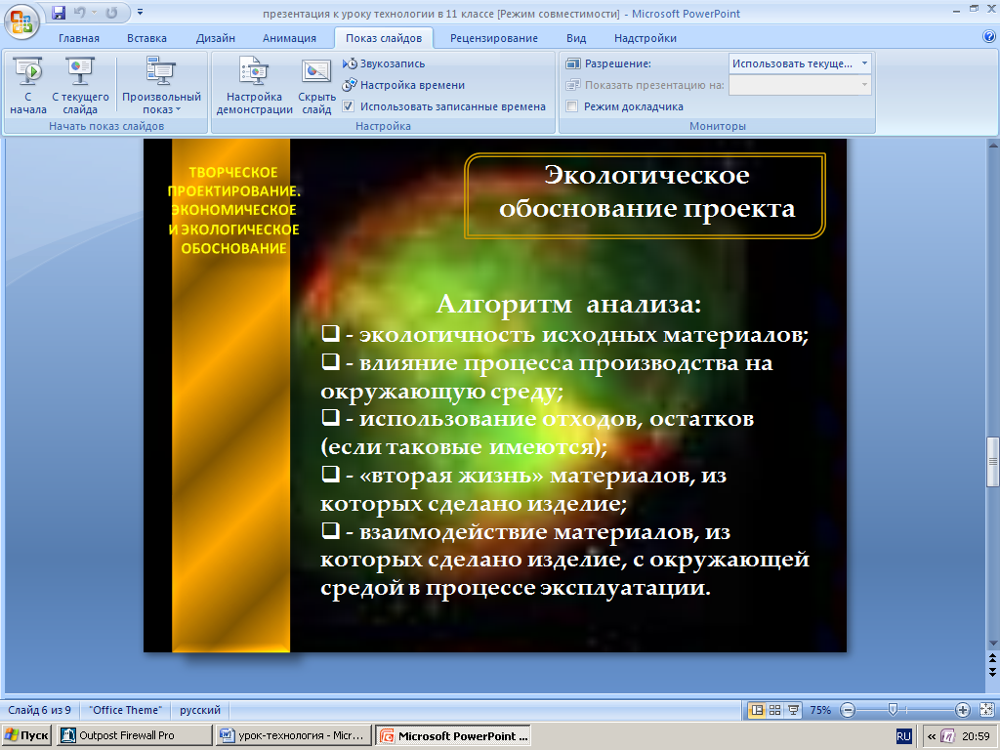 презентация к уроку технологии в 11 классе [Режим совместимости] - Microsoft PowerPoint
Главная Вставка Дизайн Анимация Показ слайдов Рецензирование Вид Надстройки
С начала
С текущего слайда
Произвольный показ
Начать показ слайдов
Настройка демонстрации
Скрыть слайд
Звукозапись
Настройка времени
Использовать записанные времена
Настройка
Разрешение: Использовать текуще...
Показать презентацию на:
Режим докладчика
Мониторы
ТВОРЧЕСКОЕ
ПРОЕКТИРОВАНИЕ.
ЭКОНОМИЧЕСКОЕ
И ЭКОЛОГИЧЕСКОЕ
ОБОСНОВАНИЕ
Экологическое
обоснование проекта
Алгоритм анализа:
- экологичность исходных материалов;
- влияние процесса производства на
окружающую среду;
- использование отходов, остатков
(если таковые имеются);
- «вторая жизнь» материалов, из
которых сделано изделие;
- взаимодействие материалов, из
которых сделано изделие, с окружающей
средой в процессе эксплуатации.
Слайд 6 из 9 "Office Theme" русский 75%
Пуск Outpost Firewall Pro урок-технология - Micr... Microsoft PowerPoint ... RU « 20:59